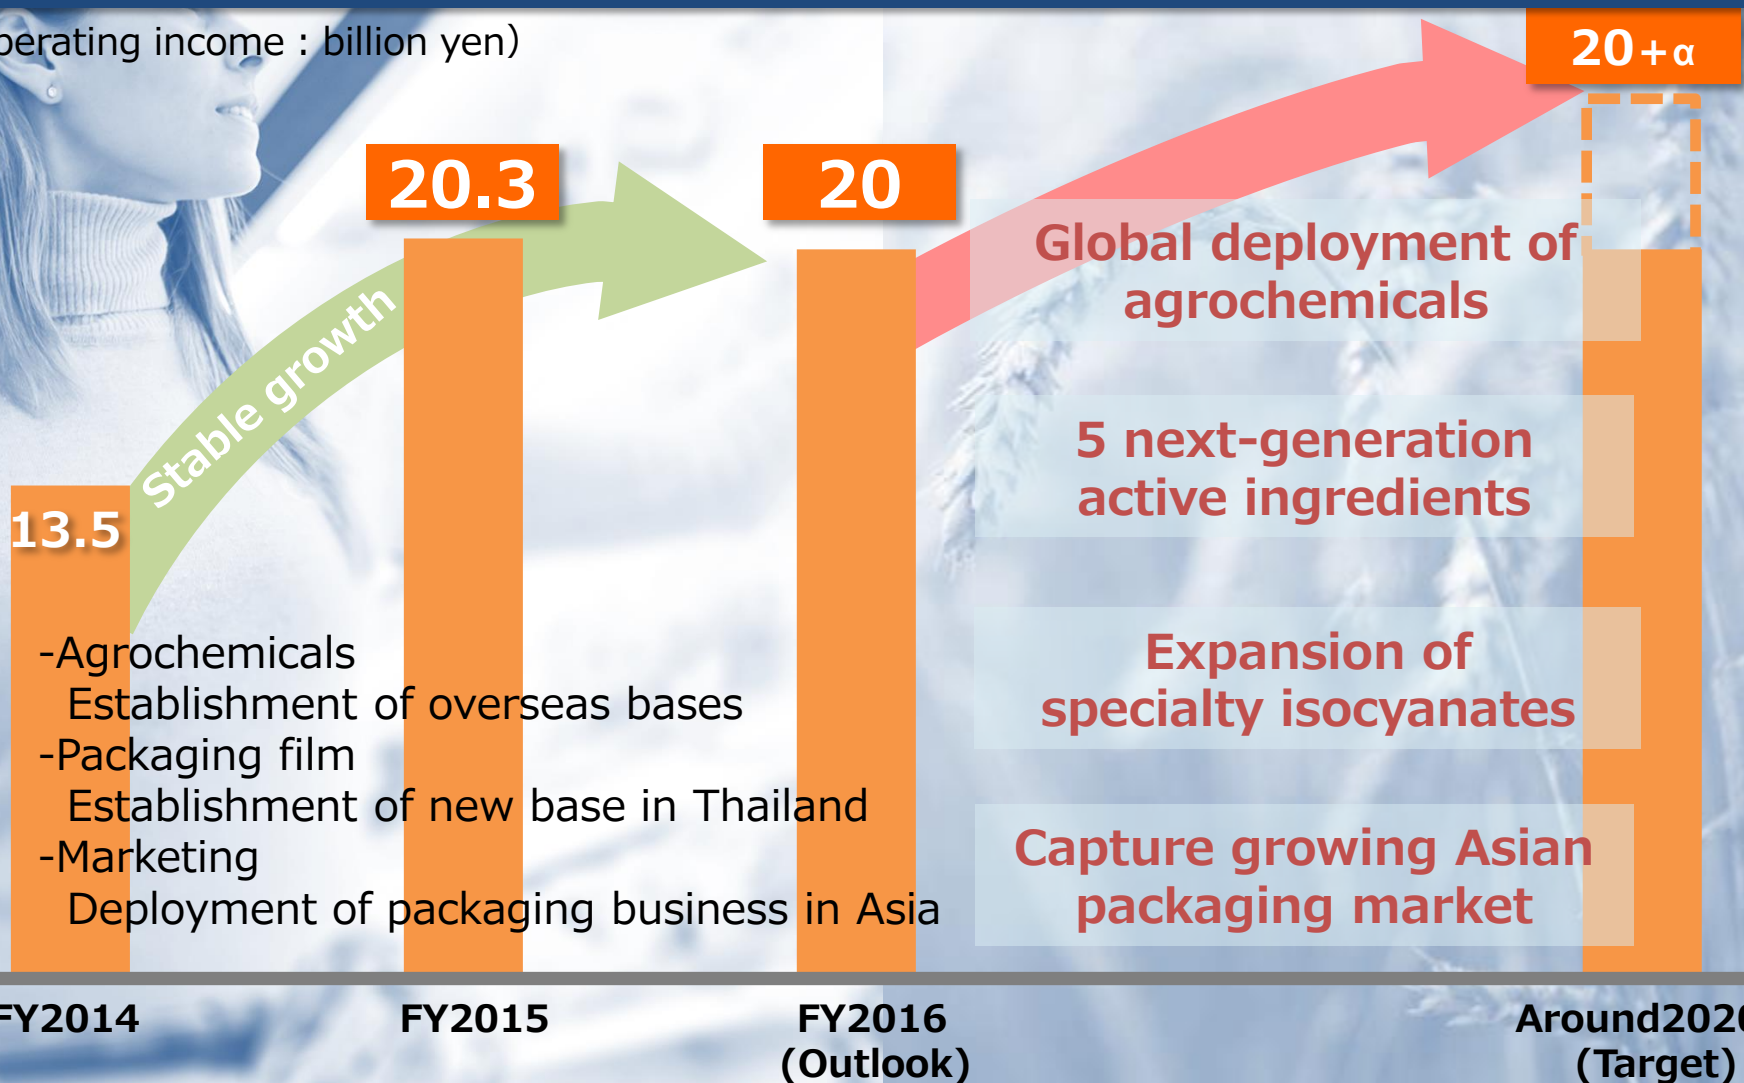 perating income : billion yen)
20+α
20.3
20
Stable growth
13.5
Global deployment of
agrochemicals
5 next-generation
active ingredients
Expansion of
specialty isocyanates
Capture growing Asian
packaging market
-Agrochemicals
Establishment of overseas bases
-Packaging film
Establishment of new base in Thailand
-Marketing
Deployment of packaging business in Asia
FY2014
FY2015
FY2016
(Outlook)
Around2020
(Target)